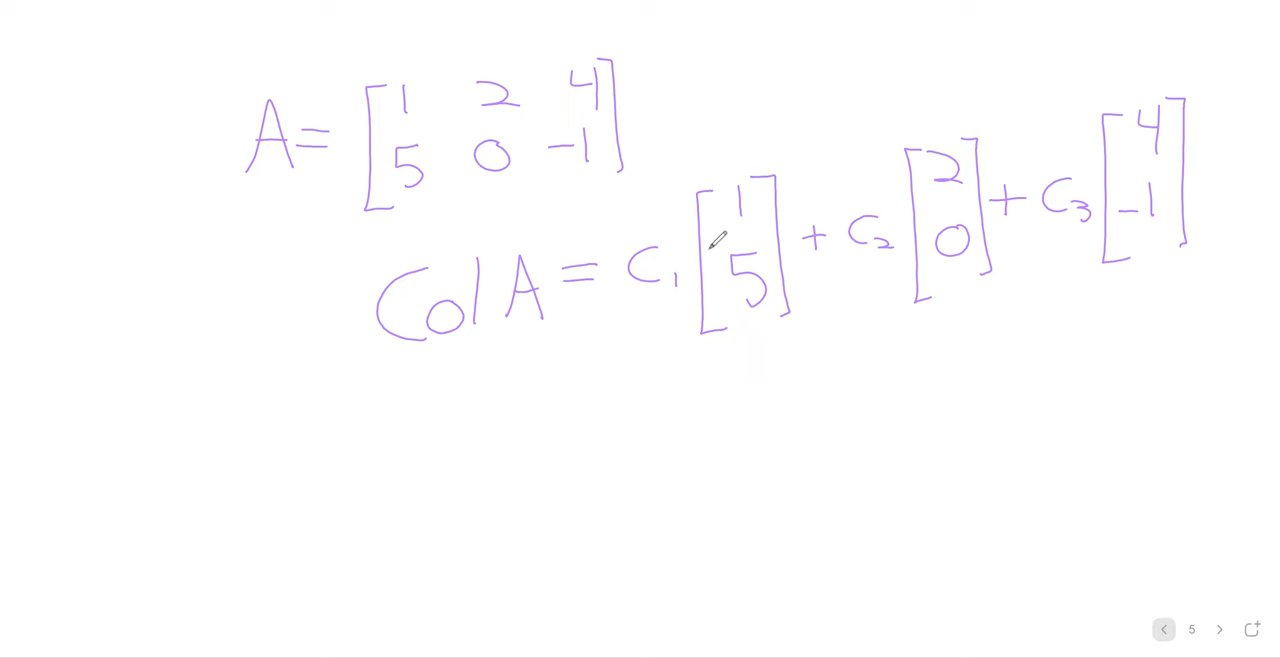 A = [1 2 4
5 0 -1]
Col A = C₁ [1 5] + C₂ [2 0] + C₃ [4 -1]
5